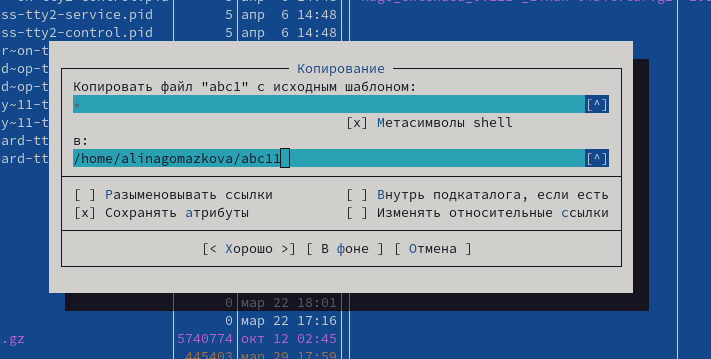 ss-tty2-service.pid 5 апр 6 14:48
ss-tty2-control.pid 5 апр 6 14:48
r~on-t
d~op-t
d~op-t
y~11-t
y~11-t
ard-tt
ard-tt
Копирование
Копировать файл "abc1" с исходным шаблоном:
* [^]
[x] Метасимволы shell
в:
/home/alinagomazkova/abc11 [^]
[ ] Разыменовывать ссылки [ ] Внутрь подкаталога, если есть
[x] Сохранять атрибуты [ ] Изменять относительные ссылки
[< Хорошо >] [ В фоне ] [ Отмена ]
0 мар 22 18:01
0 мар 22 17:16
.gz 5740774 окт 12 02:45
445403 мар 29 17:59